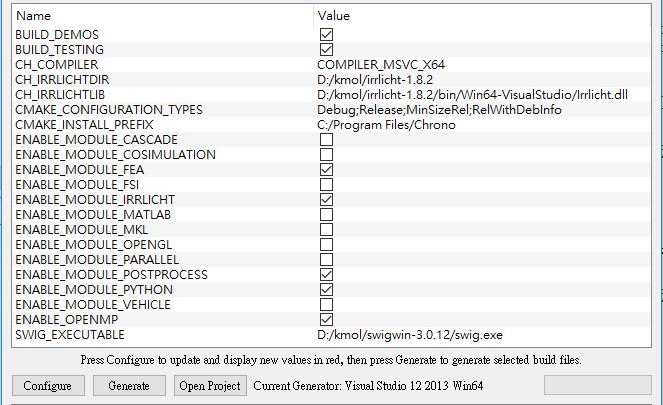 Name Value
BUILD_DEMOS
BUILD_TESTING
CH_COMPILER COMPILER_MSVC_X64
CH_IRRLICHTDIR D:/kmol/irrlicht-1.8.2
CH_IRRLICHTLIB D:/kmol/irrlicht-1.8.2/bin/Win64-VisualStudio/Irrlicht.dll
CMAKE_CONFIGURATION_TYPES Debug;Release;MinSizeRel;RelWithDebInfo
CMAKE_INSTALL_PREFIX C:/Program Files/Chrono
ENABLE_MODULE_CASCADE
ENABLE_MODULE_COSIMULATION
ENABLE_MODULE_FEA
ENABLE_MODULE_FSI
ENABLE_MODULE_IRRLICHT
ENABLE_MODULE_MATLAB
ENABLE_MODULE_MKL
ENABLE_MODULE_OPENGL
ENABLE_MODULE_PARALLEL
ENABLE_MODULE_POSTPROCESS
ENABLE_MODULE_PYTHON
ENABLE_MODULE_VEHICLE
ENABLE_OPENMP
SWIG_EXECUTABLE D:/kmol/swigwin-3.0.12/swig.exe
Press Configure to update and display new values in red, then press Generate to generate selected build files.
Configure Generate Open Project Current Generator: Visual Studio 12 2013 Win64